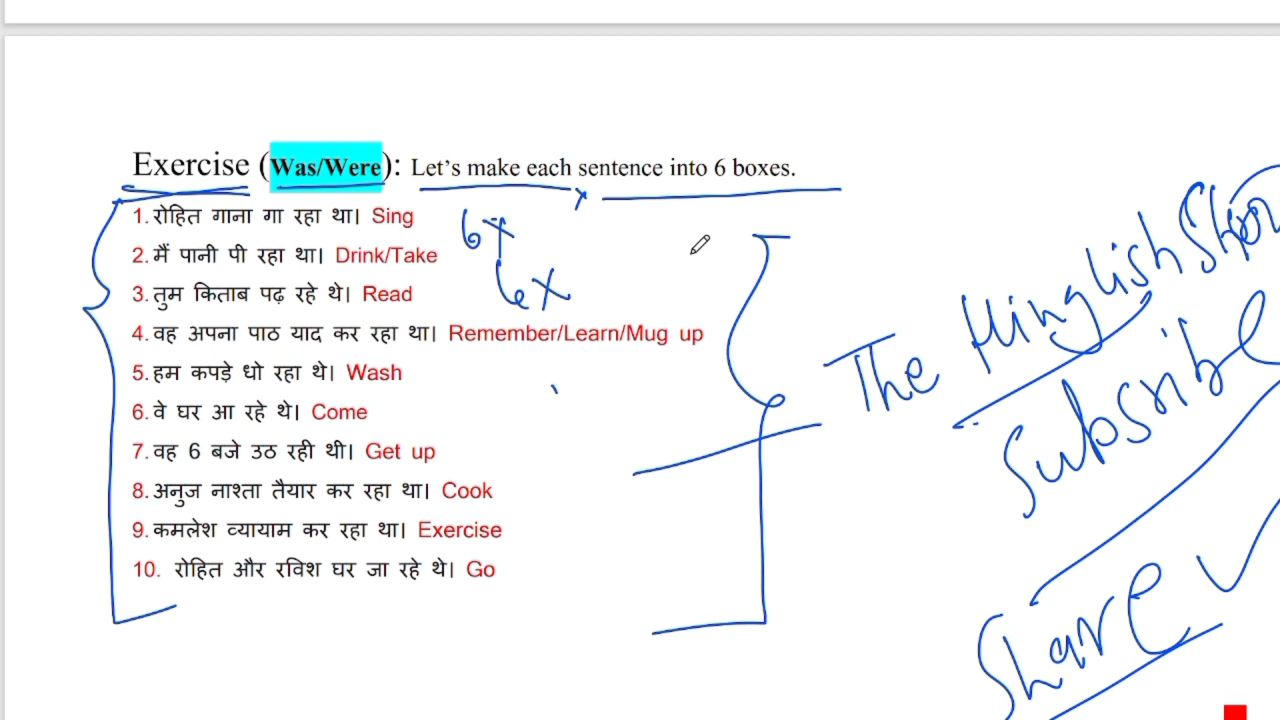 Exercise (Was/Were): Let's make each sentence into 6 boxes.
1. रोहित गाना गा रहा था। Sing
2. मैं पानी पी रहा था। Drink/Take
3. तुम किताब पढ़ रहे थे। Read
4. वह अपना पाठ याद कर रहा था। Remember/Learn/Mug up
5. हम कपड़े धो रहा थे। Wash
6. वे घर आ रहे थे। Come
7. वह 6 बजे उठ रही थी। Get up
8. अनुज नाश्ता तैयार कर रहा था। Cook
9. कमलेश व्यायाम कर रहा था। Exercise
10. रोहित और रविश घर जा रहे थे। Go
6x
6x
The Hinglish
Subsribe
Share